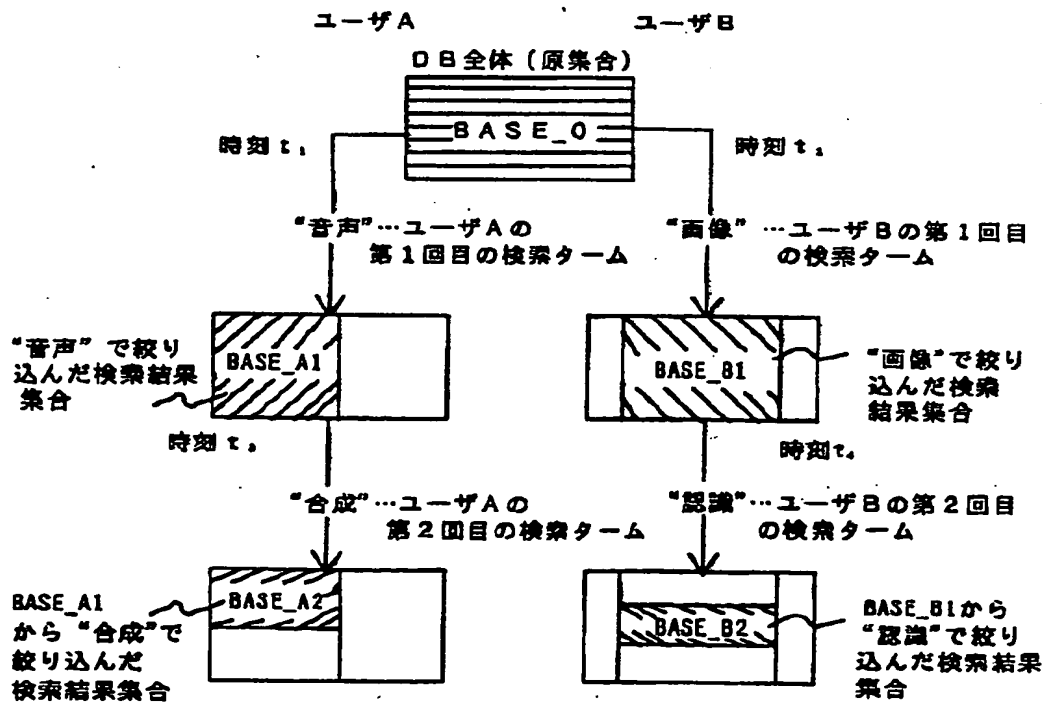 ユーザA
ユーザB
DB全体(原集合)
BASE_0
時刻t₁
時刻t₂
“音声”…ユーザAの
第1回目の検索ターム
“画像”…ユーザBの第1回目
の検索ターム
“音声”で絞り
込んだ検索結果
集合
BASE_A1
BASE_B1
“画像”で絞り
込んだ検索
結果集合
時刻t₃
時刻t₄
“合成”…ユーザAの
第2回目の検索ターム
“認識”…ユーザBの第2回目
の検索ターム
BASE_A1
から“合成”で
絞り込んだ
検索結果集合
BASE_A2
BASE_B2
BASE_B1から
“認識”で絞り
込んだ検索結果
集合